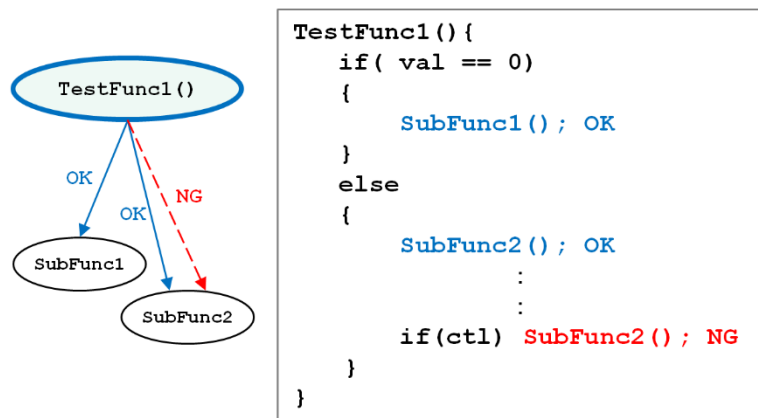 TestFunc1()
OK
OK
NG
SubFunc1
SubFunc2
TestFunc1(){
if( val == 0)
{
SubFunc1(); OK
}
else
{
SubFunc2(); OK
:
:
if(ctl) SubFunc2(); NG
}
}